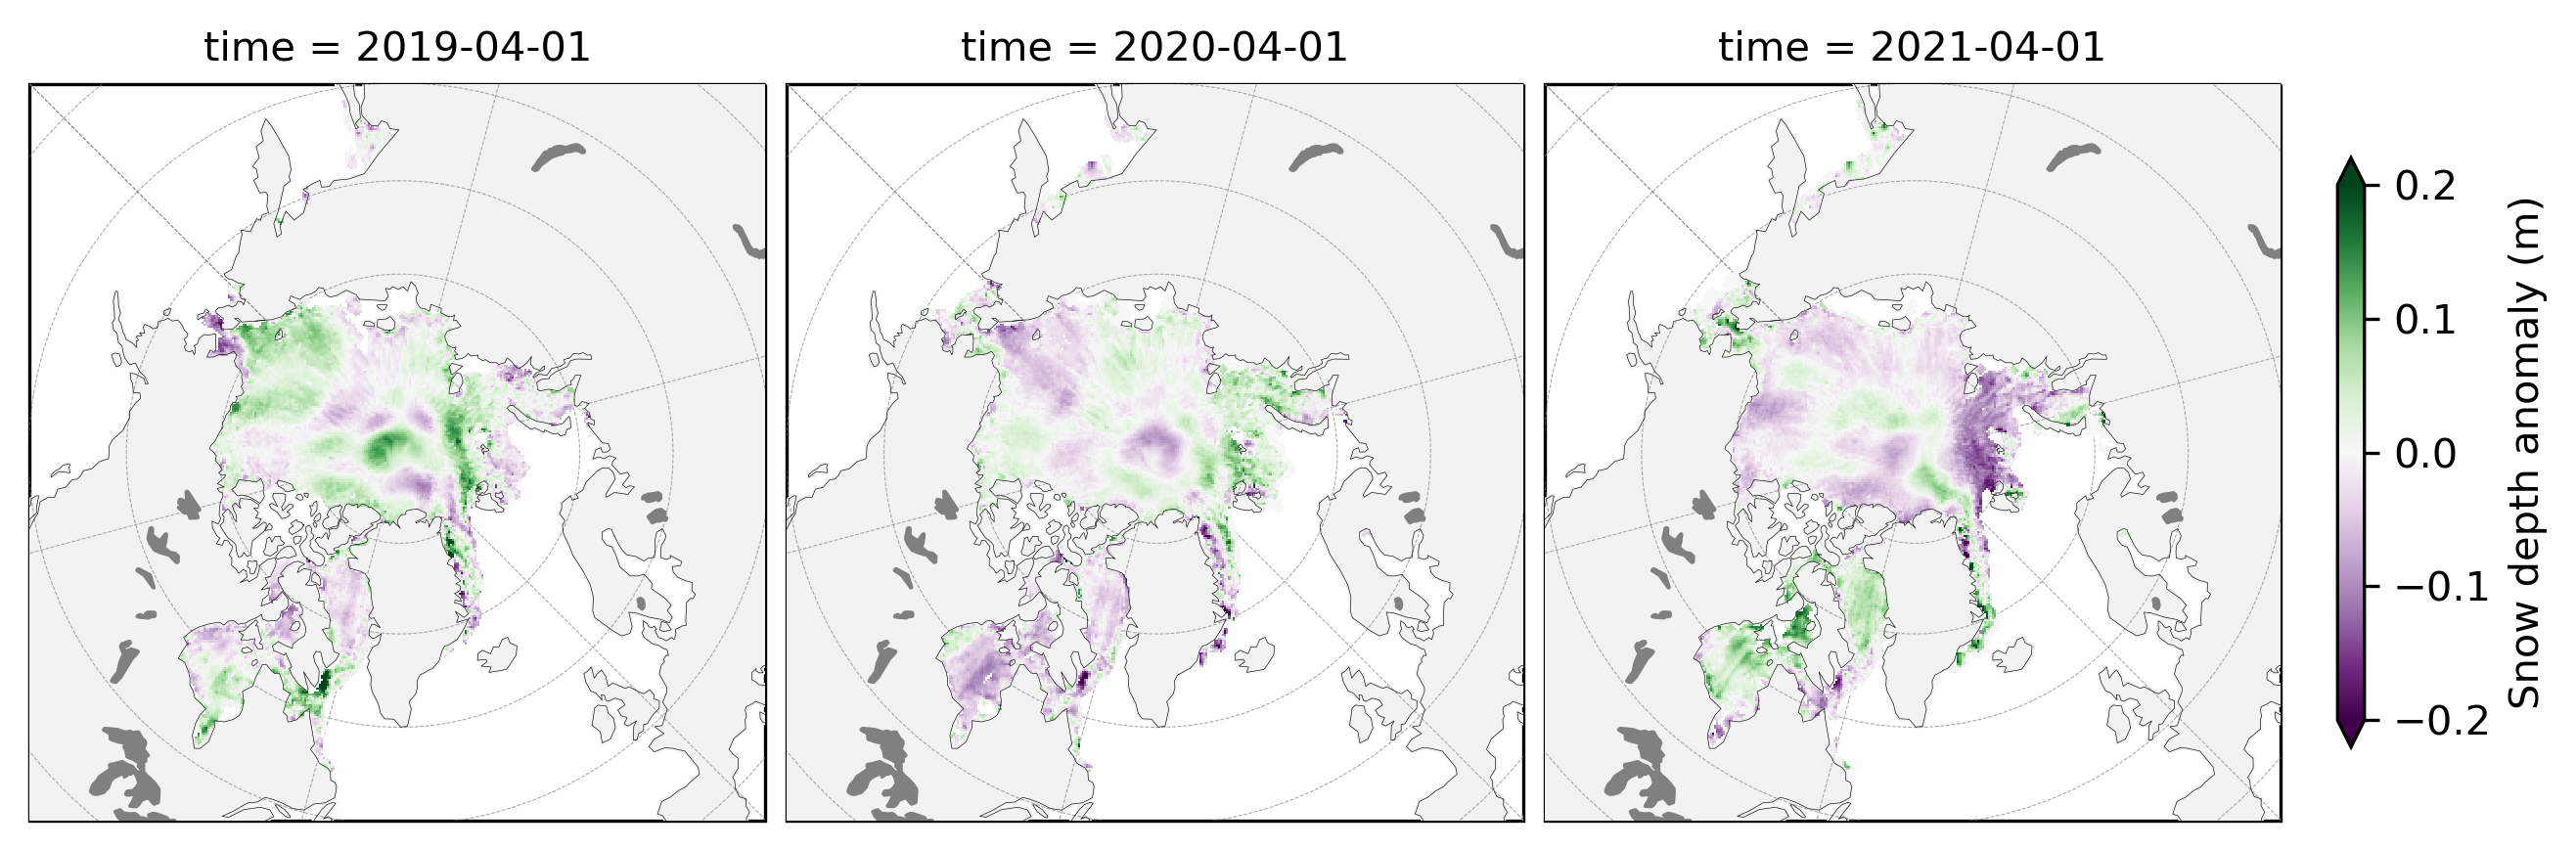 time = 2019-04-01
time = 2020-04-01
time = 2021-04-01
0.2
0.1
0.0
−0.1
−0.2
Snow depth anomaly (m)